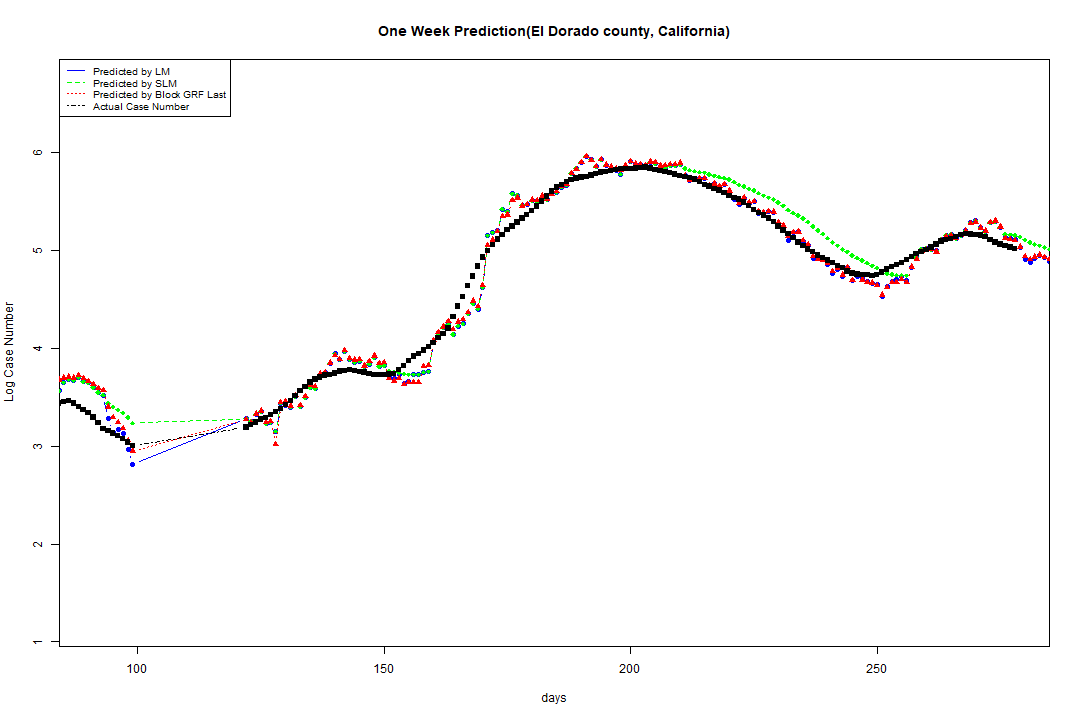 One Week Prediction(El Dorado county, California)
Predicted by LM
Predicted by SLM
Predicted by Block GRF Last
Actual Case Number
Log Case Number
6
5
4
3
2
1
100 150 200 250
days